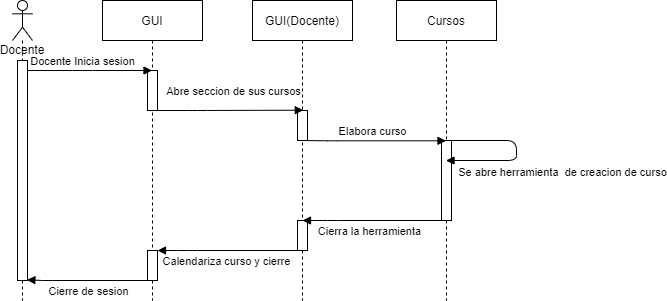 GUI
GUI(Docente)
Cursos
Docente
Docente Inicia sesion
Abre seccion de sus cursos
Elabora curso
Se abre herramienta de creacion de curso
Cierra la herramienta
Calendariza curso y cierre
Cierre de sesion